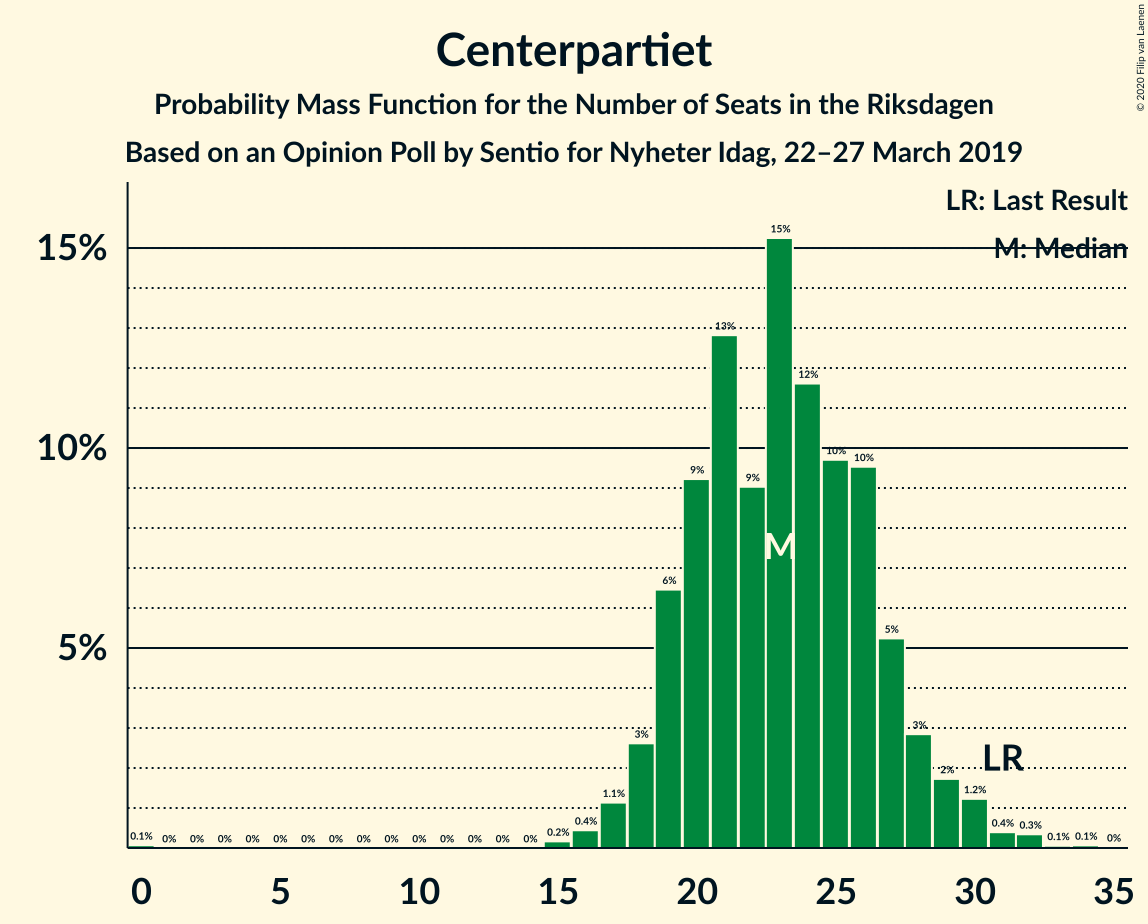 Centerpartiet
Probability Mass Function for the Number of Seats in the Riksdagen
Based on an Opinion Poll by Sentio for Nyheter Idag, 22–27 March 2019
© 2020 Filip van Laenen
LR: Last Result
M: Median
15%
10%
5%
0.1% 0% 0% 0% 0% 0% 0% 0% 0% 0% 0% 0% 0% 0% 0% 0.2% 0.4% 1.1% 3% 6% 9% 13% 9% 15% 12% 10% 10% 5% 3% 2% 1.2% 0.4% 0.3% 0.1% 0.1% 0%
M
LR
0 5 10 15 20 25 30 35